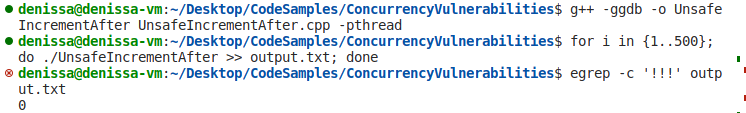 denissa@denissa-vm:~/Desktop/CodeSamples/ConcurrencyVulnerabilities$ g++ -ggdb -o Unsafe
IncrementAfter UnsafeIncrementAfter.cpp -pthread
denissa@denissa-vm:~/Desktop/CodeSamples/ConcurrencyVulnerabilities$ for i in {1..500};
do ./UnsafeIncrementAfter >> output.txt; done
denissa@denissa-vm:~/Desktop/CodeSamples/ConcurrencyVulnerabilities$ egrep -c '!!!' outp
ut.txt
0